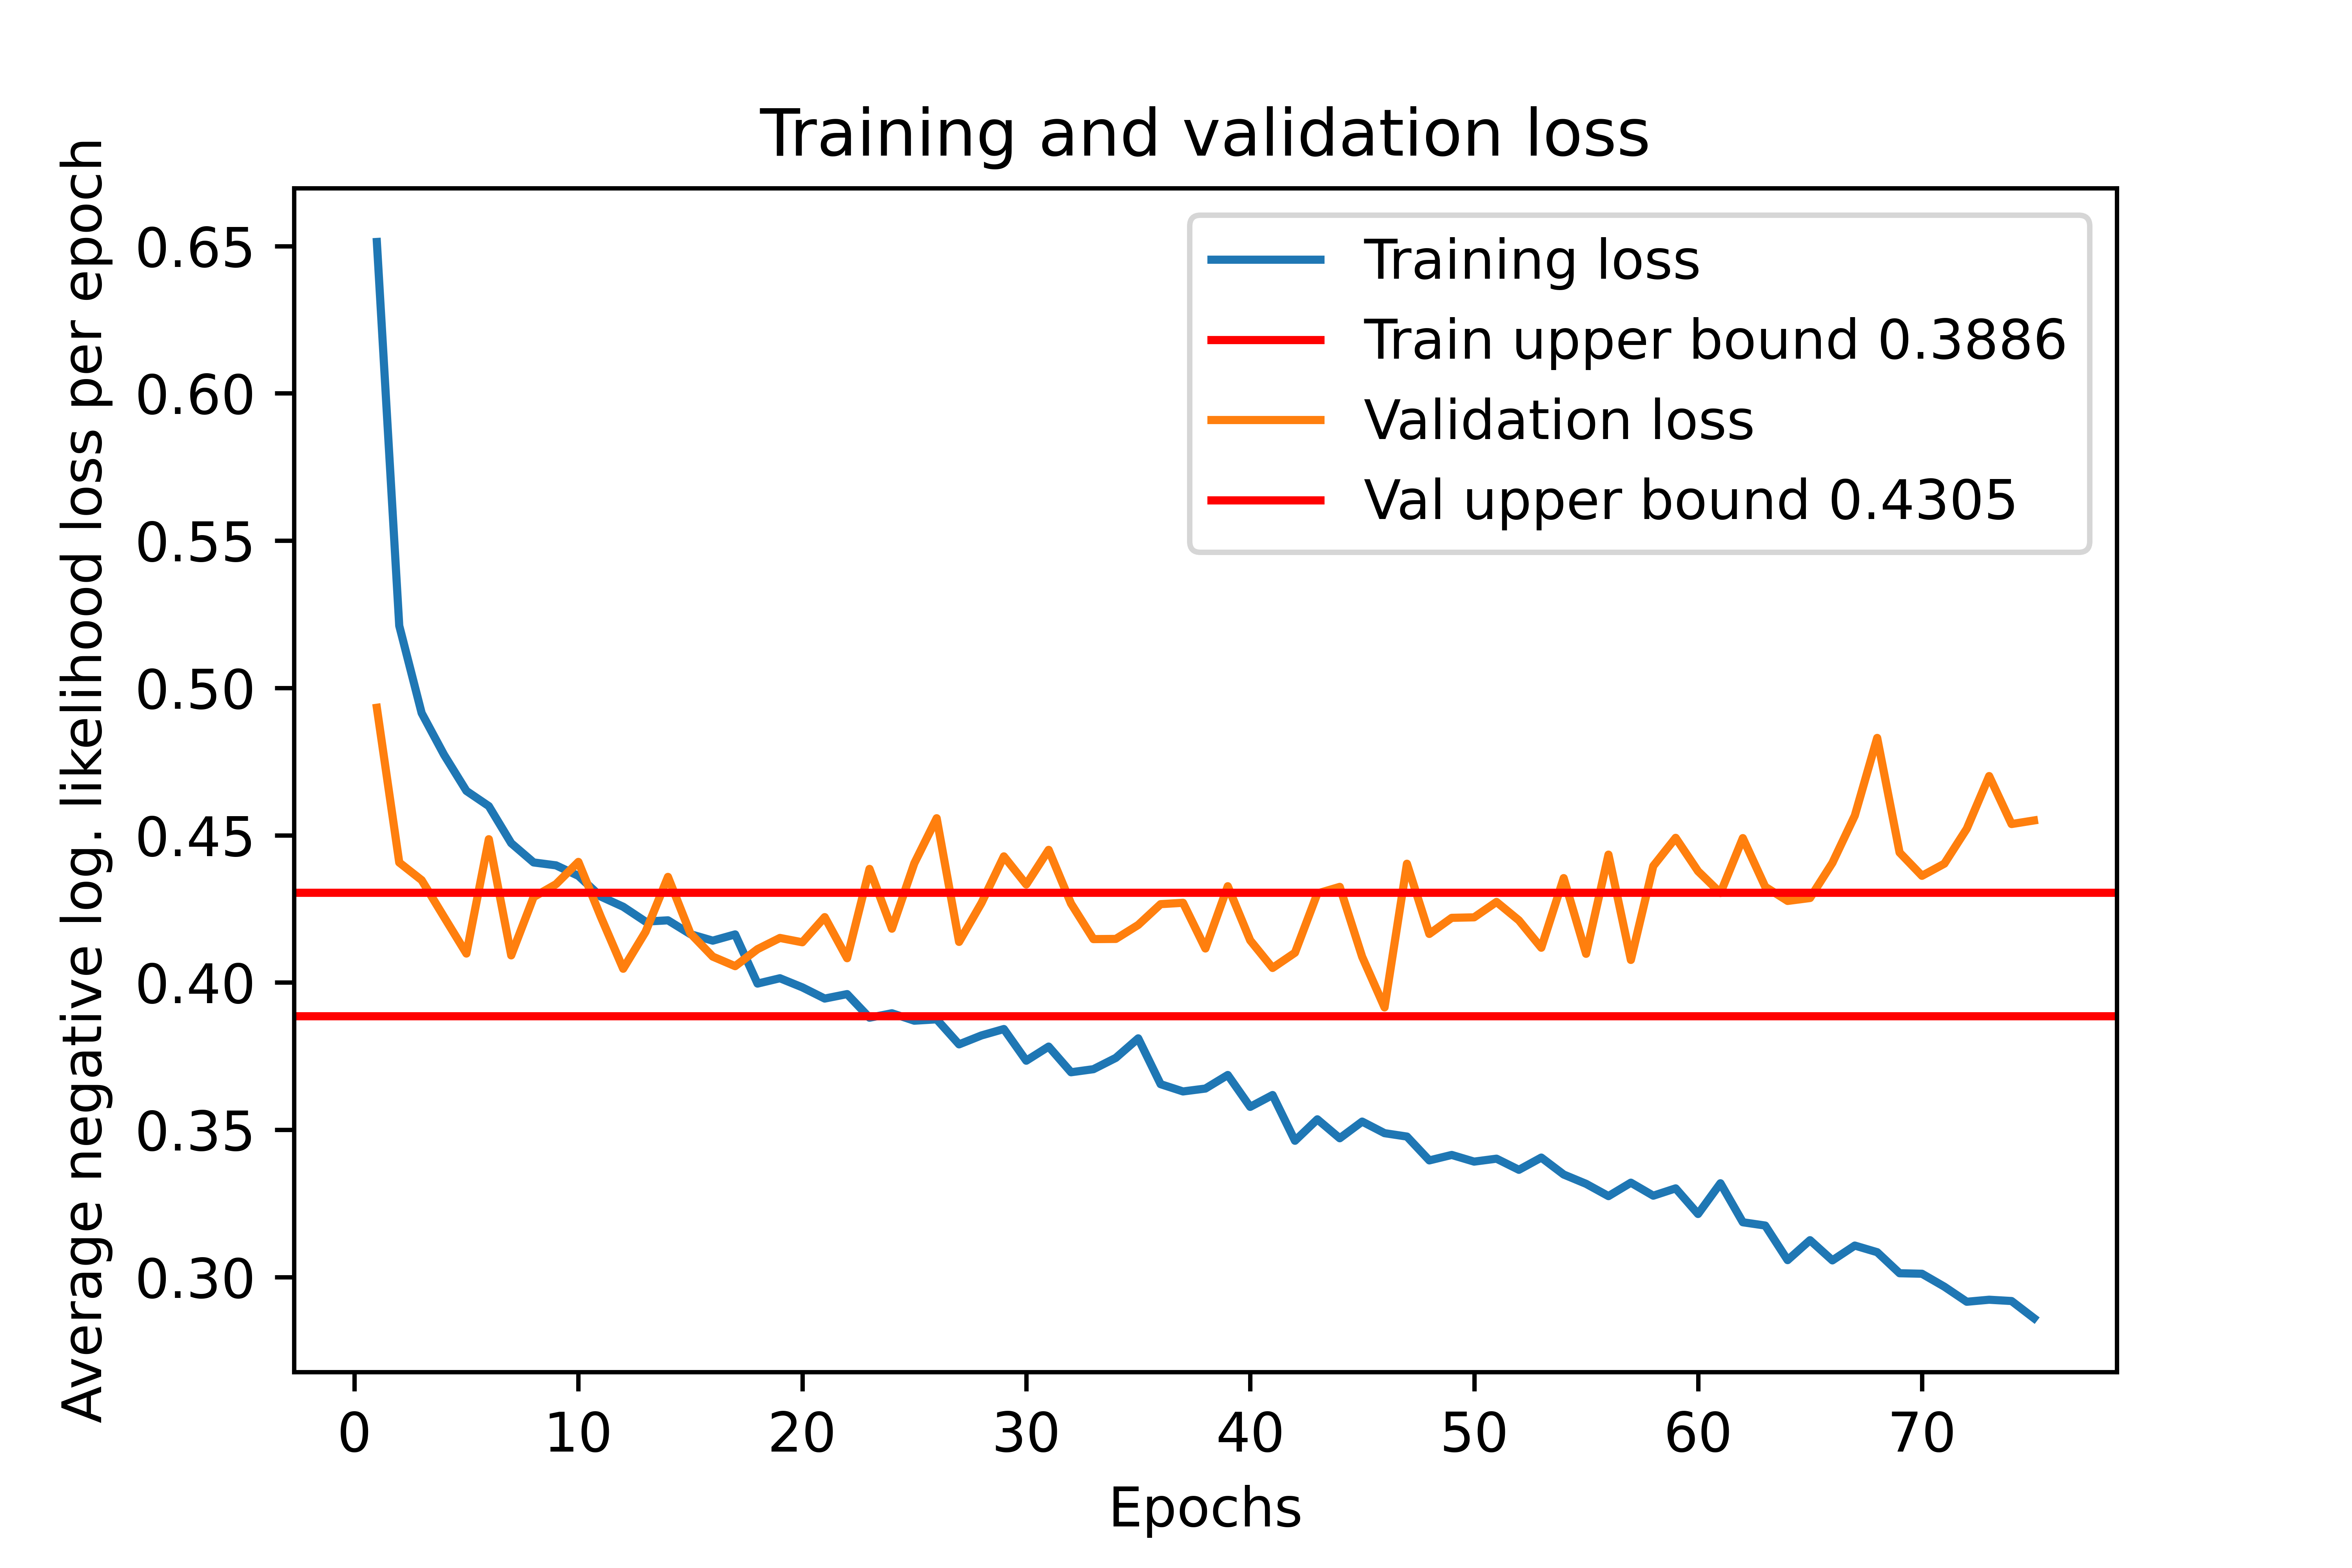 Training and validation loss
Average negative log. likelihood loss per epoch
0.65
0.60
0.55
0.50
0.45
0.40
0.35
0.30
Training loss
Train upper bound 0.3886
Validation loss
Val upper bound 0.4305
0 10 20 30 40 50 60 70
Epochs